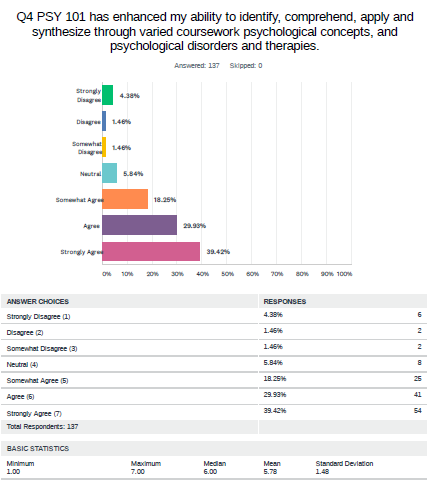 Q4 PSY 101 has enhanced my ability to identify, comprehend, apply and
synthesize through varied coursework psychological concepts, and
psychological disorders and therapies.
Answered: 137 Skipped: 0
Strongly
Disagree 4.38%
Disagree 1.46%
Somewhat
Disagree 1.46%
Neutral 5.84%
Somewhat Agree 18.25%
Agree 29.93%
Strongly Agree 39.42%
0% 10% 20% 30% 40% 50% 60% 70% 80% 90% 100%
ANSWER CHOICES RESPONSES
Strongly Disagree (1) 4.38% 6
Disagree (2) 1.46% 2
Somewhat Disagree (3) 1.46% 2
Neutral (4) 5.84% 8
Somewhat Agree (5) 18.25% 25
Agree (6) 29.93% 41
Strongly Agree (7) 39.42% 54
Total Respondents: 137
BASIC STATISTICS
Minimum Maximum Median Mean Standard Deviation
1.00 7.00 6.00 5.78 1.48